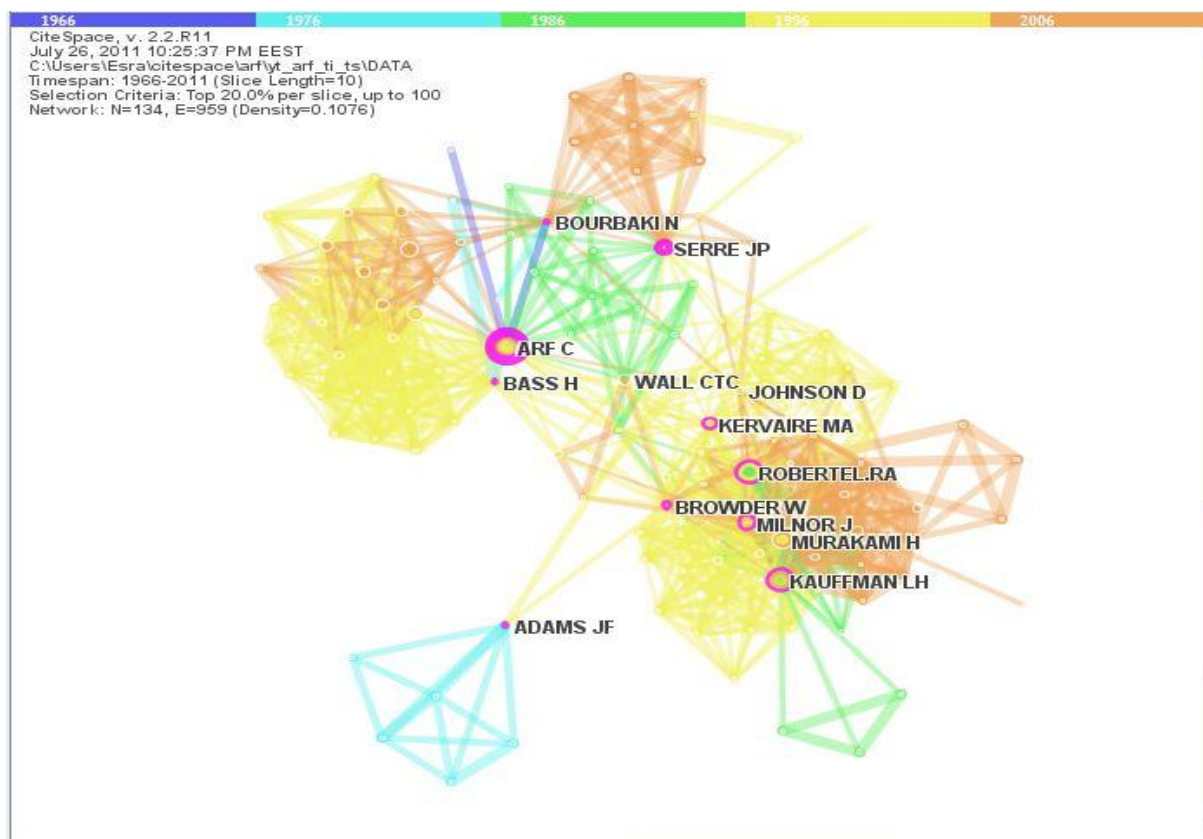 1966 1976 1986 1996 2006
CiteSpace, v. 2.2.R11
July 26, 2011 10:25:37 PM EEST
C:\Users\Esra\citespace\arf\yt_arf_ti_ts\DATA
Timespan: 1966-2011 (Slice Length=10)
Selection Criteria: Top 20.0% per slice, up to 100
Network: N=134, E=959 (Density=0.1076)
BOURBAKI N
SERRE JP
ARF C
BASS H
WALL CTC
JOHNSON D
KERVAIRE MA
ROBERTEL.RA
BROWDER W
MILNOR J
MURAKAMI H
KAUFFMAN LH
ADAMS JF